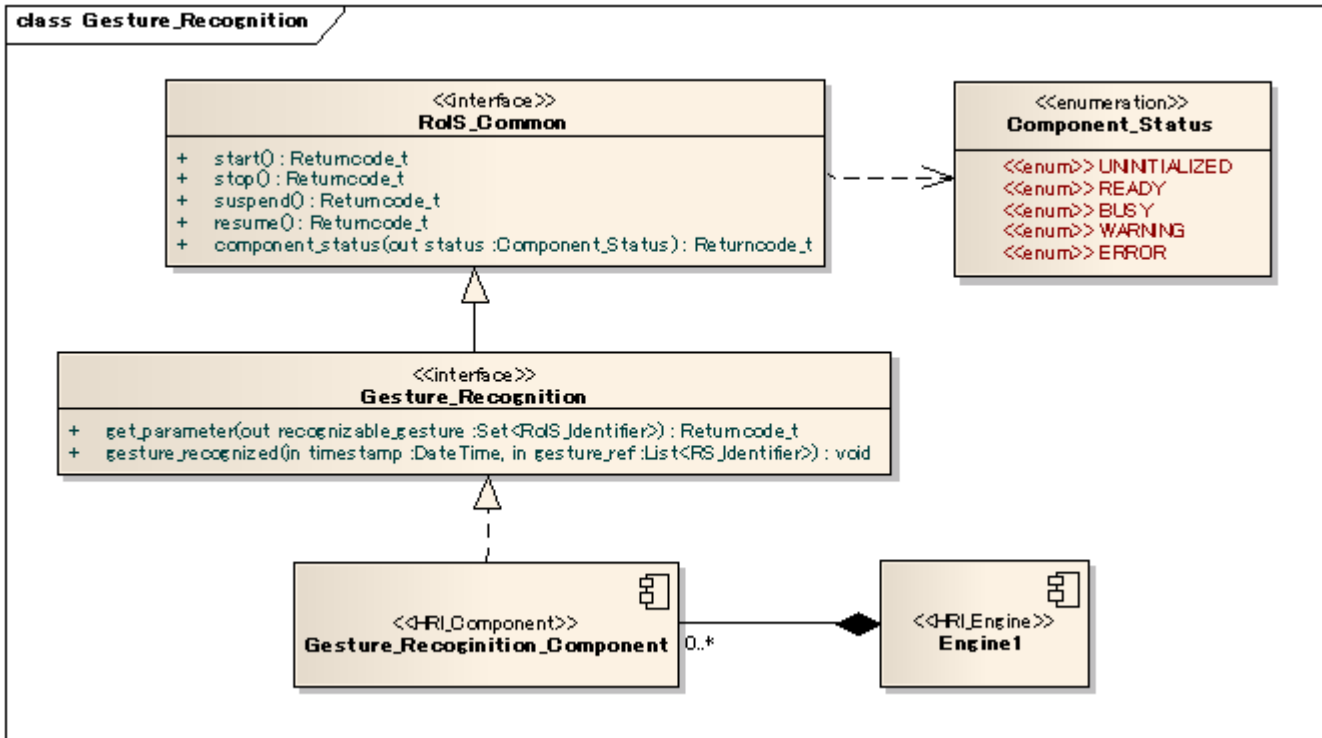 class Gesture_Recognition
<<interface>>
RoIS_Common
+ start() : Returncode_t
+ stop() : Returncode_t
+ suspend() : Returncode_t
+ resume() : Returncode_t
+ component_status(out status :Component_Status) : Returncode_t
<<enumeration>>
Component_Status
<<enum>> UNINITIALIZED
<<enum>> READY
<<enum>> BUSY
<<enum>> WARNING
<<enum>> ERROR
<<interface>>
Gesture_Recognition
+ get_parameter(out recognizable_gesture :Set<RoIS_Identifier>) : Returncode_t
+ gesture_recognized(in timestamp :DateTime, in gesture_ref :List<RS_Identifier>) : void
<<HRI_Component>>
Gesture_Recoginition_Component
0..*
<<HRI_Engine>>
Engine1